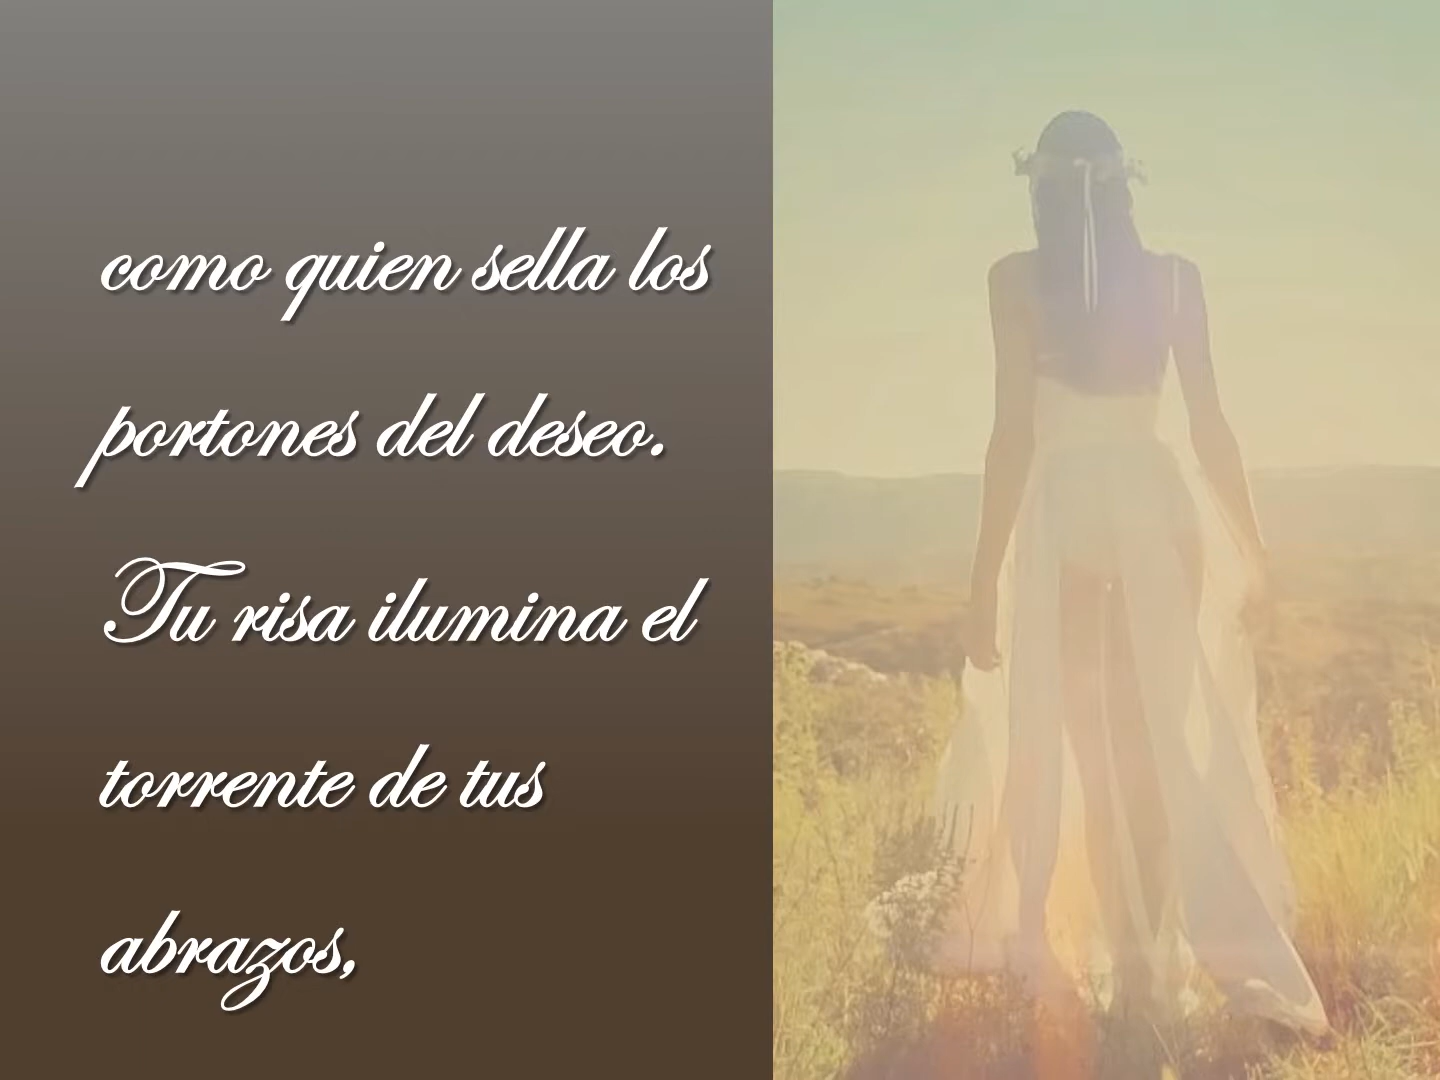 como quien sella los
portones del deseo.
Tu risa ilumina el
torrente de tus
abrazos,